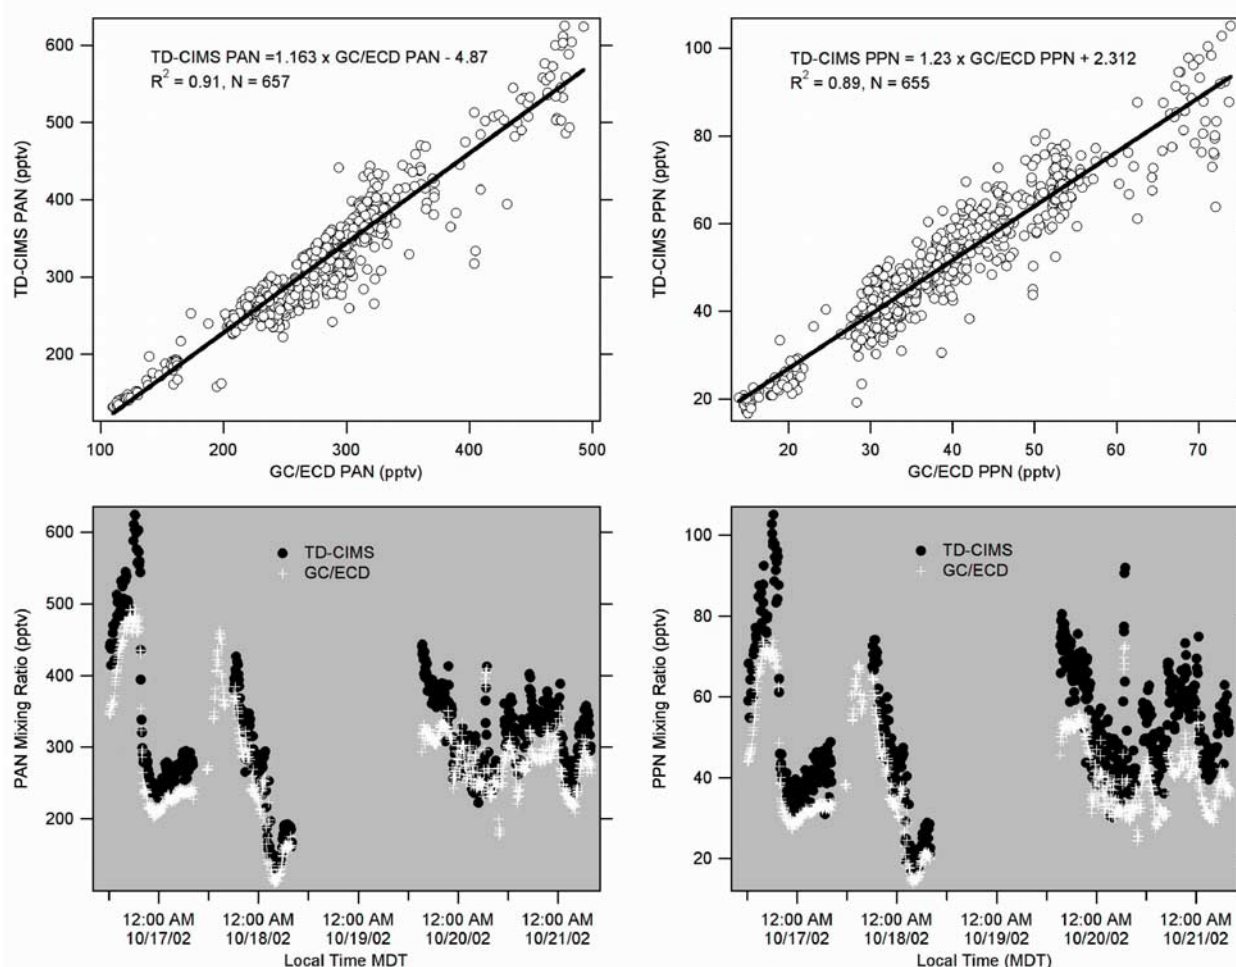 TD-CIMS PAN =1.163 x GC/ECD PAN - 4.87
R² = 0.91, N = 657
600
500
400
300
200
TD-CIMS PAN (pptv)
100 200 300 400 500
GC/ECD PAN (pptv)
TD-CIMS PPN = 1.23 x GC/ECD PPN + 2.312
R² = 0.89, N = 655
100
80
60
40
20
TD-CIMS PPN (pptv)
20 30 40 50 60 70
GC/ECD PPN (pptv)
TD-CIMS
GC/ECD
600
500
400
300
200
PAN Mixing Ratio (pptv)
12:00 AM 12:00 AM 12:00 AM 12:00 AM 12:00 AM
10/17/02 10/18/02 10/19/02 10/20/02 10/21/02
Local Time MDT
TD-CIMS
GC/ECD
100
80
60
40
20
PPN Mixing Ratio (pptv)
12:00 AM 12:00 AM 12:00 AM 12:00 AM 12:00 AM
10/17/02 10/18/02 10/19/02 10/20/02 10/21/02
Local Time (MDT)